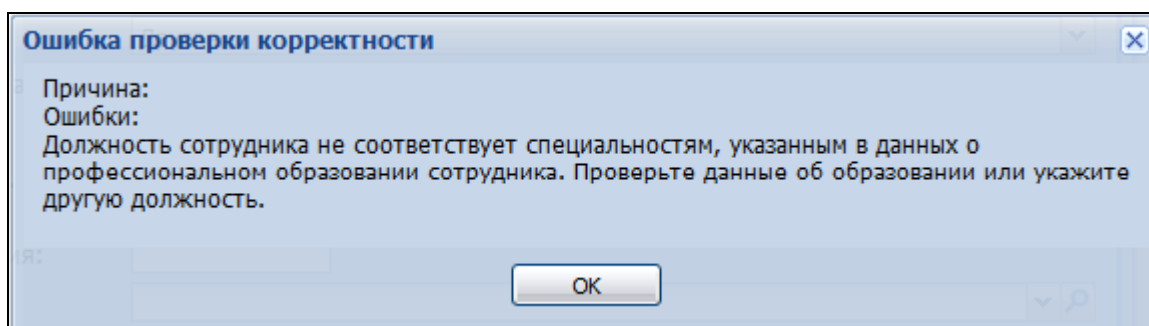 Ошибка проверки корректности
Причина:
Ошибки:
Должность сотрудника не соответствует специальностям, указанным в данных о
профессиональном образовании сотрудника. Проверьте данные об образовании или укажите
другую должность.
ия:
OK